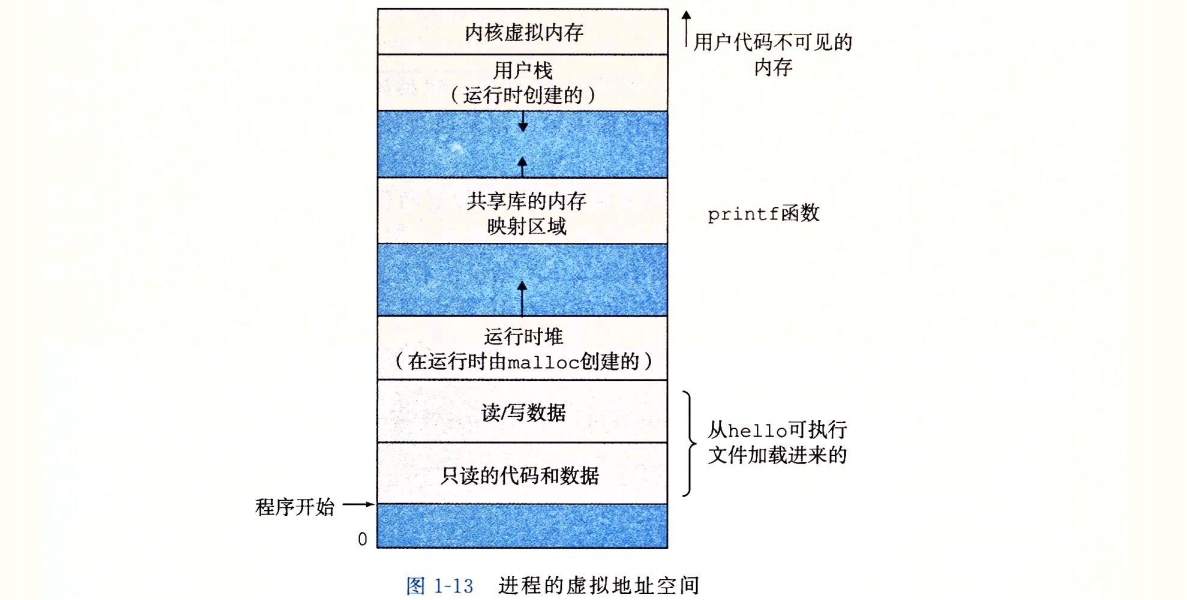 内核虚拟内存
用户代码不可见的
内存
用户栈
（运行时创建的）
共享库的内存
映射区域
printf函数
运行时堆
（在运行时由malloc创建的）
读/写数据
从hello可执行
文件加载进来的
只读的代码和数据
程序开始
0
图 1-13 进程的虚拟地址空间